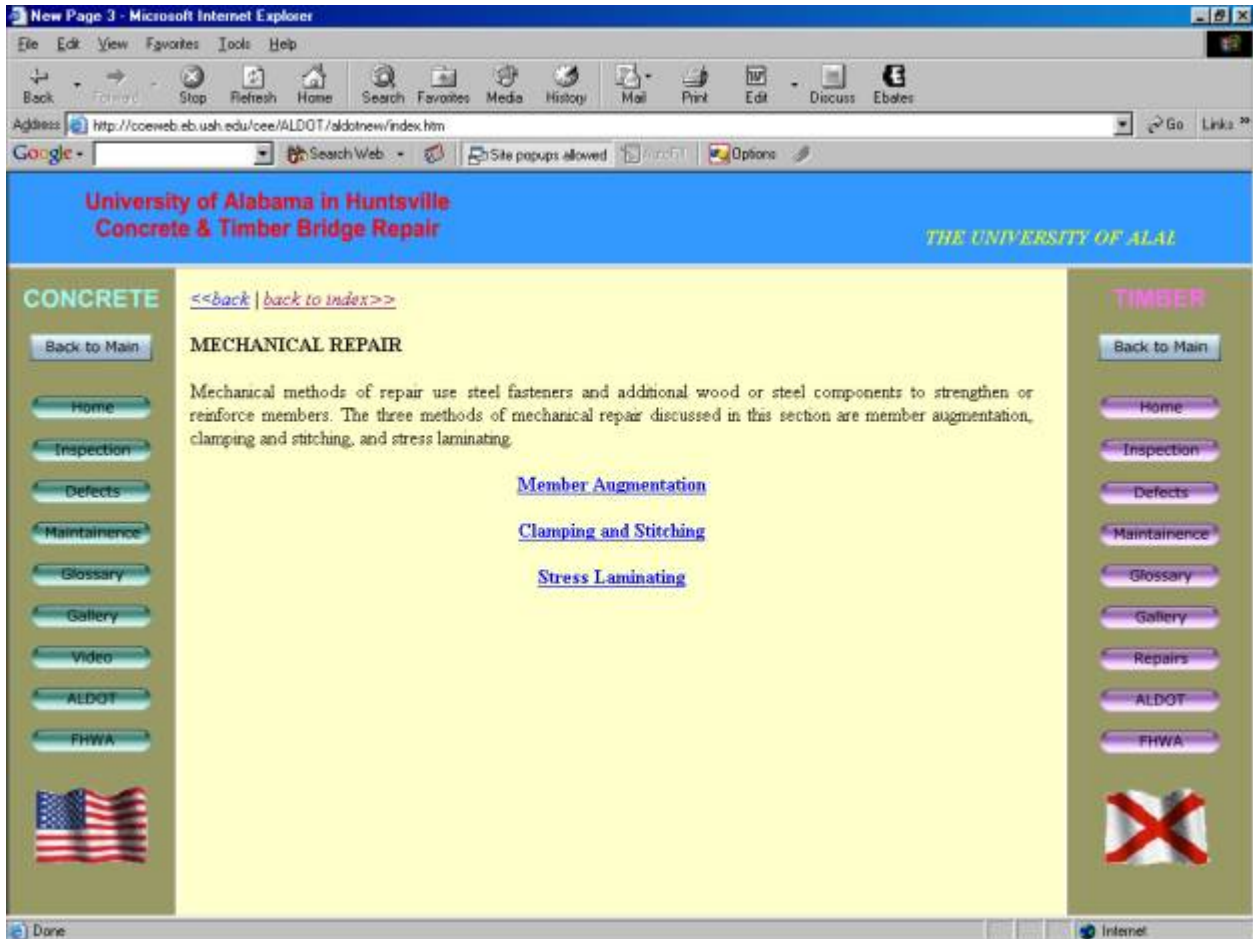 New Page 3 - Microsoft Internet Explorer
File Edit View Favorites Tools Help
Back Forward Stop Refresh Home Search Favorites Media History Mail Print Edit Discuss Ebates
Address http://coeweb.eb.uah.edu/cee/ALDOT/aldotnew/index.htm Go Links »
Google Search Web Site popups allowed AutoFill Options
University of Alabama in Huntsville
Concrete & Timber Bridge Repair
THE UNIVERSITY OF ALAE
CONCRETE
Back to Main
Home
Inspection
Defects
Maintainence
Glossary
Gallery
Video
ALDOT
FHWA
<<back | back to index>>
MECHANICAL REPAIR
Mechanical methods of repair use steel fasteners and additional wood or steel components to strengthen or
reinforce members. The three methods of mechanical repair discussed in this section are member augmentation,
clamping and stitching, and stress laminating.
Member Augmentation
Clamping and Stitching
Stress Laminating
TIMBER
Back to Main
Home
Inspection
Defects
Maintainence
Glossary
Gallery
Repairs
ALDOT
FHWA
Done Internet